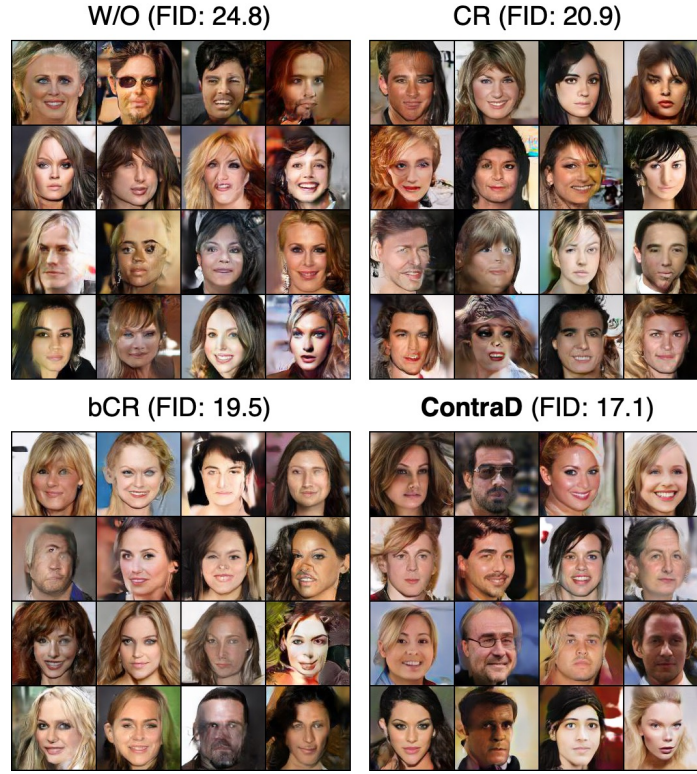 W/O (FID: 24.8)
CR (FID: 20.9)
bCR (FID: 19.5)
ContraD (FID: 17.1)